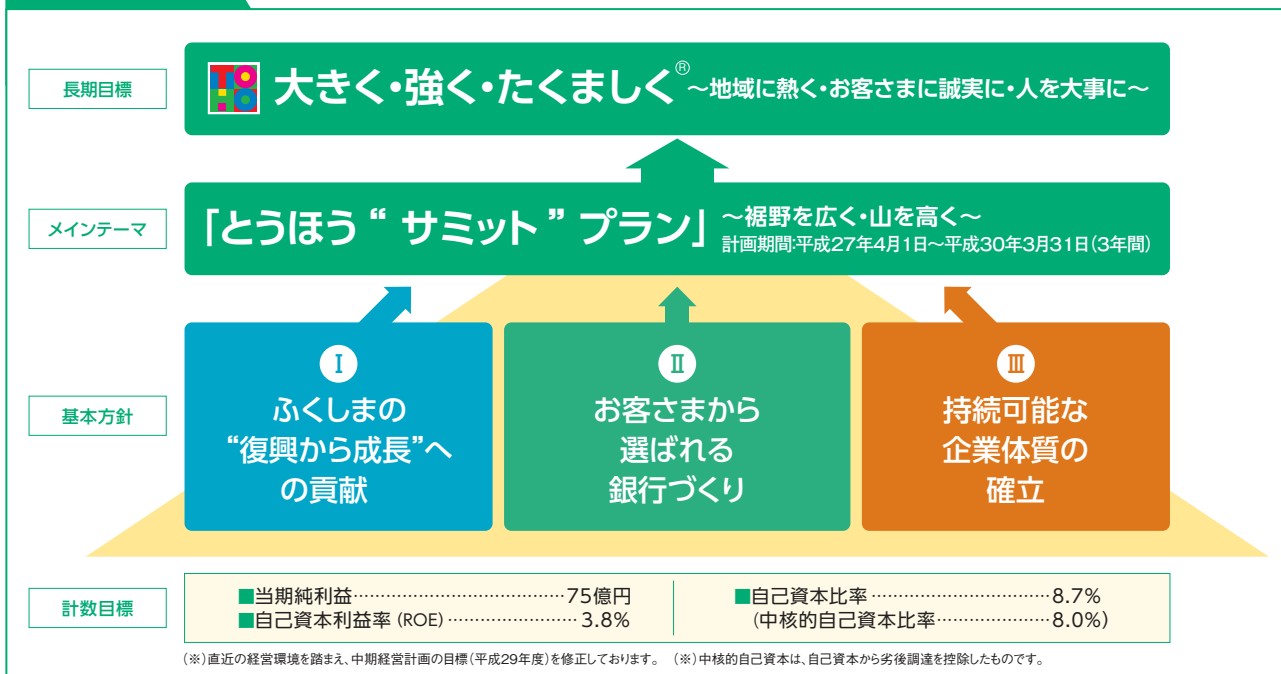 長期目標
TOHO
大きく・強く・たくましく® ～地域に熱く・お客さまに誠実に・人を大事に～
メインテーマ
「とうほう“サミット”プラン」
～裾野を広く・山を高く～
計画期間:平成27年4月1日～平成30年3月31日(3年間)
基本方針
Ⅰ
ふくしまの
“復興から成長”へ
の貢献
Ⅱ
お客さまから
選ばれる
銀行づくり
Ⅲ
持続可能な
企業体質の
確立
計数目標
■当期純利益……………………………75億円
■自己資本利益率 (ROE)……………………3.8%
■自己資本比率……………………………8.7%
(中核的自己資本比率…………………8.0%)
(※)直近の経営環境を踏まえ、中期経営計画の目標(平成29年度)を修正しております。 (※)中核的自己資本は、自己資本から劣後調達を控除したものです。